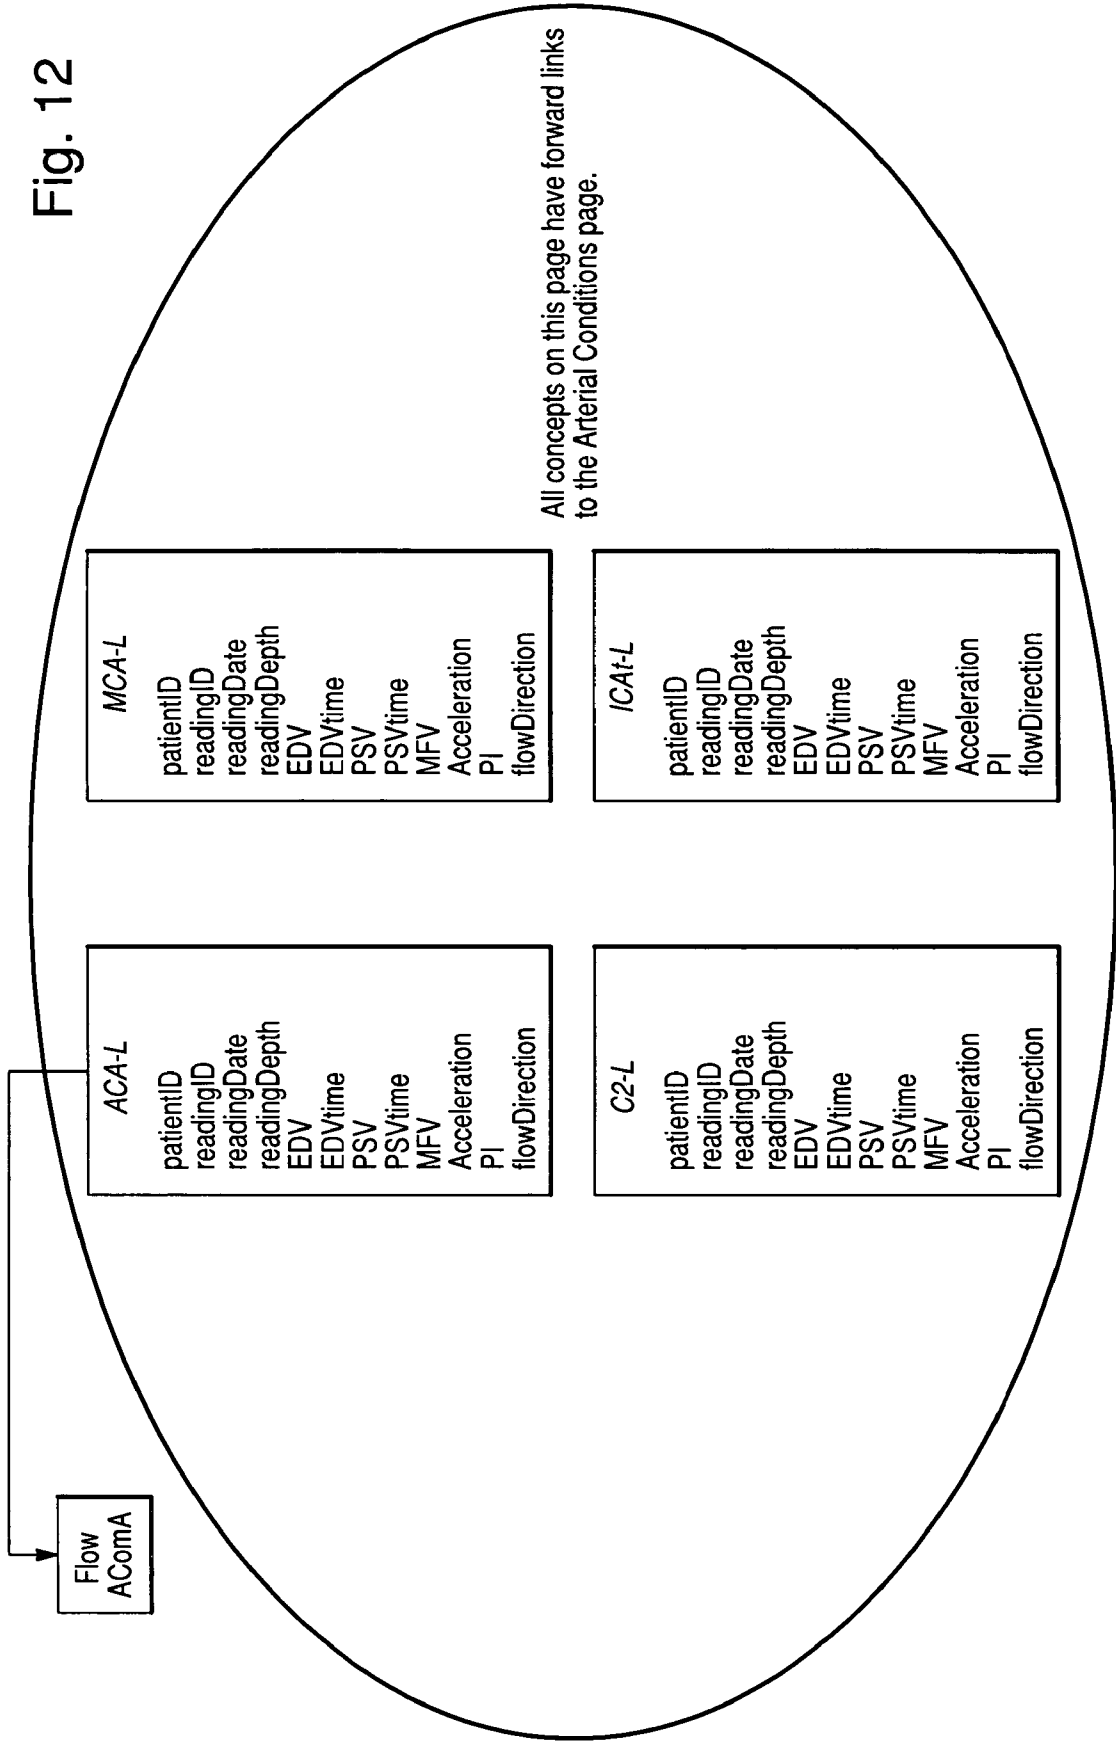 Fig. 12
Flow
AComA
ACA-L
patientID
readingID
readingDate
readingDepth
EDV
EDVtime
PSV
PSVtime
MFV
Acceleration
PI
flowDirection
MCA-L
patientID
readingID
readingDate
readingDepth
EDV
EDVtime
PSV
PSVtime
MFV
Acceleration
PI
flowDirection
C2-L
patientID
readingID
readingDate
readingDepth
EDV
EDVtime
PSV
PSVtime
MFV
Acceleration
PI
flowDirection
ICAt-L
patientID
readingID
readingDate
readingDepth
EDV
EDVtime
PSV
PSVtime
MFV
Acceleration
PI
flowDirection
All concepts on this page have forward links
to the Arterial Conditions page.